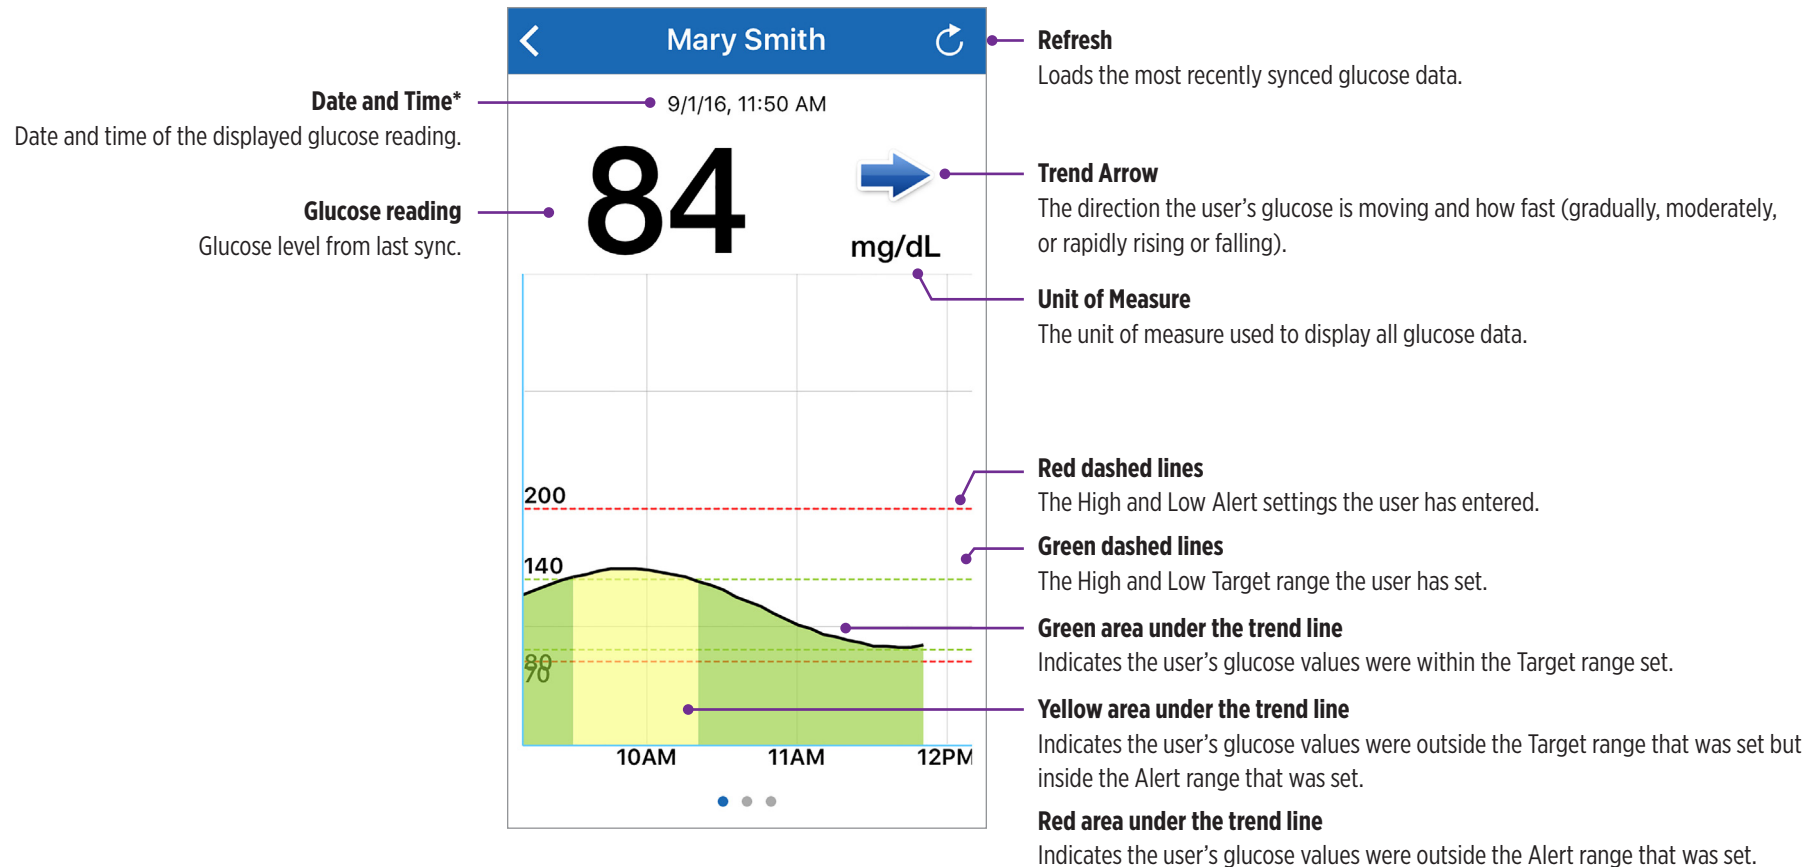 Mary Smith
9/1/16, 11:50 AM
84
mg/dL
200
140
80
70
10AM 11AM 12PM
Date and Time*
Date and time of the displayed glucose reading.
Glucose reading
Glucose level from last sync.
Refresh
Loads the most recently synced glucose data.
Trend Arrow
The direction the user’s glucose is moving and how fast (gradually, moderately,
or rapidly rising or falling).
Unit of Measure
The unit of measure used to display all glucose data.
Red dashed lines
The High and Low Alert settings the user has entered.
Green dashed lines
The High and Low Target range the user has set.
Green area under the trend line
Indicates the user’s glucose values were within the Target range set.
Yellow area under the trend line
Indicates the user’s glucose values were outside the Target range that was set but
inside the Alert range that was set.
Red area under the trend line
Indicates the user’s glucose values were outside the Alert range that was set.